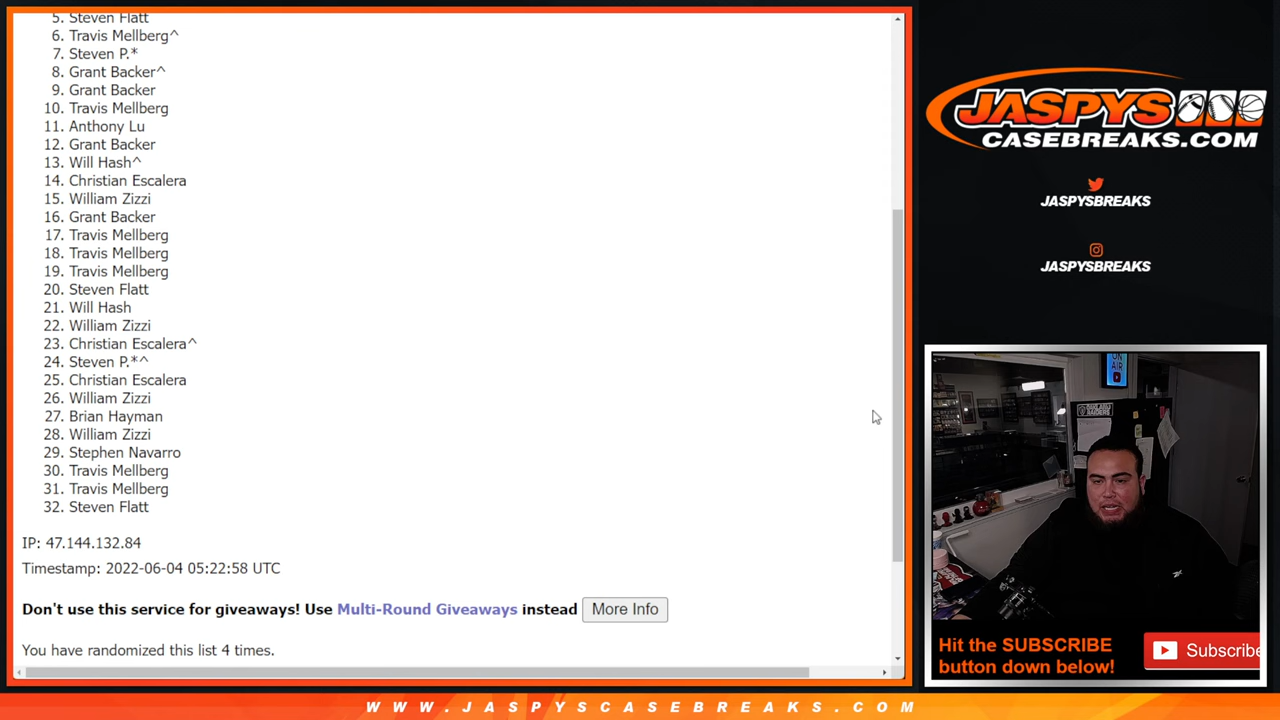 5. Steven Flatt
6. Travis Mellberg^
7. Steven P.*
8. Grant Backer^
9. Grant Backer
10. Travis Mellberg
11. Anthony Lu
12. Grant Backer
13. Will Hash^
14. Christian Escalera
15. William Zizzi
16. Grant Backer
17. Travis Mellberg
18. Travis Mellberg
19. Travis Mellberg
20. Steven Flatt
21. Will Hash
22. William Zizzi
23. Christian Escalera^
24. Steven P.*^
25. Christian Escalera
26. William Zizzi
27. Brian Hayman
28. William Zizzi
29. Stephen Navarro
30. Travis Mellberg
31. Travis Mellberg
32. Steven Flatt
IP: 47.144.132.84
Timestamp: 2022-06-04 05:22:58 UTC
Don't use this service for giveaways! Use Multi-Round Giveaways instead More Info
You have randomized this list 4 times.
JASPYS
CASEBREAKS.COM
JASPYSBREAKS
JASPYSBREAKS
ON
AIR
Hit the SUBSCRIBE
button down below!
Subscribe
WWW.JASPYSCASEBREAKS.COM